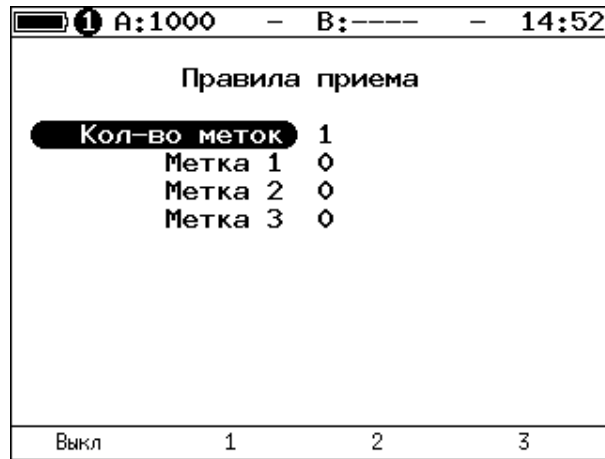 1 A:1000 – B:---- – 14:52
Правила приема
Кол-во меток 1
Метка 1 0
Метка 2 0
Метка 3 0
Выкл 1 2 3